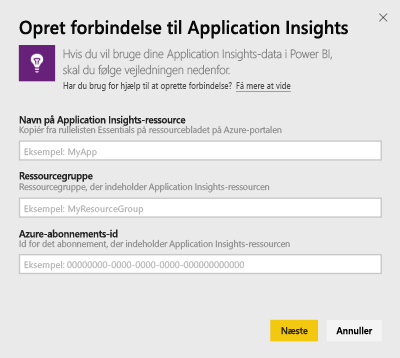 Opret forbindelse til Application Insights
Hvis du vil bruge dine Application Insights-data i Power BI,
skal du følge vejledningen nedenfor.
Har du brug for hjælp til at oprette forbindelse? Få mere at vide
Navn på Application Insights-ressource
Kopiér fra rullelisten Essentials på ressourcebladet på Azure-portalen
Eksempel: MyApp
Ressourcegruppe
Ressourcegruppe, der indeholder Application Insights-ressourcen
Eksempel: MyResourceGroup
Azure-abonnements-id
Id for det abonnement, der indeholder Application Insights-ressourcen
Eksempel: 00000000-0000-0000-0000-000000000000
Næste Annuller